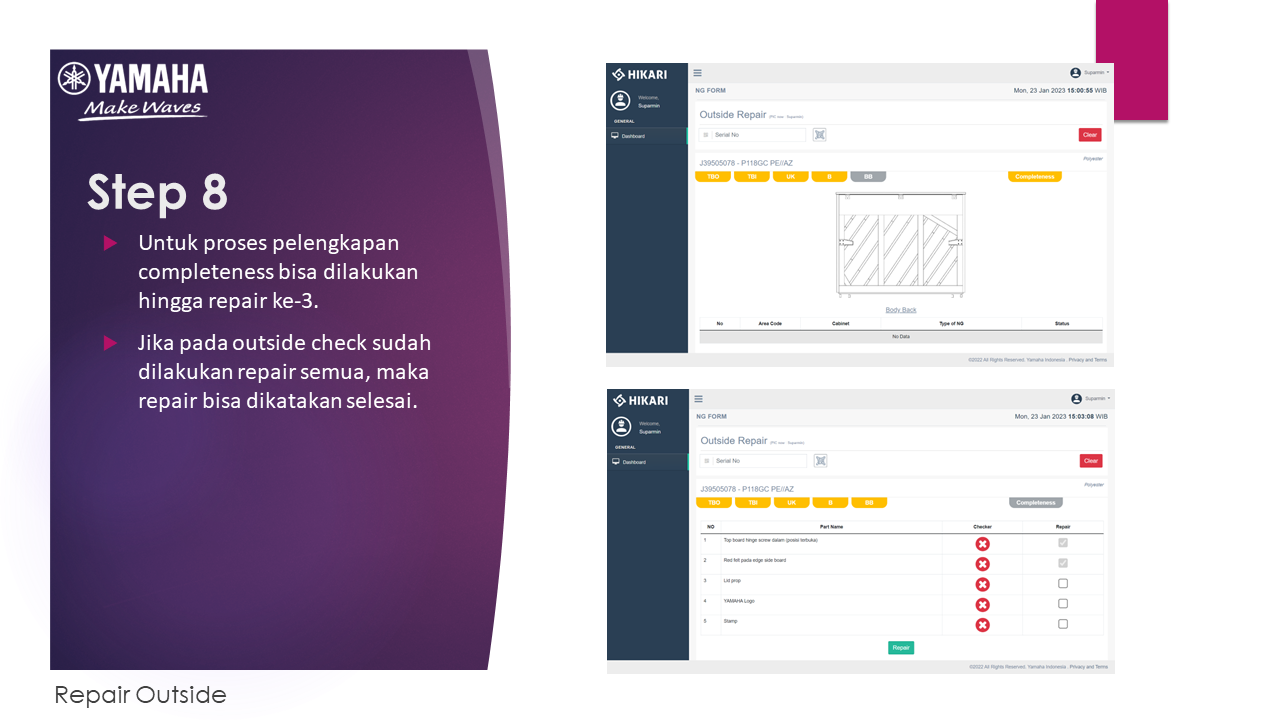 YAMAHA
Make Waves
Step 8
Untuk proses pelengkapan
completeness bisa dilakukan
hingga repair ke-3.
Jika pada outside check sudah
dilakukan repair semua, maka
repair bisa dikatakan selesai.
Repair Outside
HIKARI
Suparmin
Welcome,
Suparmin
GENERAL
Dashboard
NG FORM
Mon, 23 Jan 2023 15:00:55 WIB
Outside Repair
Serial No
Clear
J39505078 - P118GC PE//AZ
Polyester
TBO TBI UK B BB Completeness
Body Back
No Area Code Cabinet Type of NG Status
No Data
©2022 All Rights Reserved. Yamaha Indonesia. Privacy and Terms
HIKARI
Suparmin
Welcome,
Suparmin
GENERAL
Dashboard
NG FORM
Mon, 23 Jan 2023 15:03:08 WIB
Outside Repair
Serial No
Clear
J39505078 - P118GC PE//AZ
Polyester
TBO TBI UK B BB Completeness
NO Part Name Checker Repair
1 Top board hinge screw dalam (posisi terbuka)
2 Red felt pada edge side board
3 Lid prop
4 YAMAHA Logo
5 Stamp
Repair
©2022 All Rights Reserved. Yamaha Indonesia. Privacy and Terms